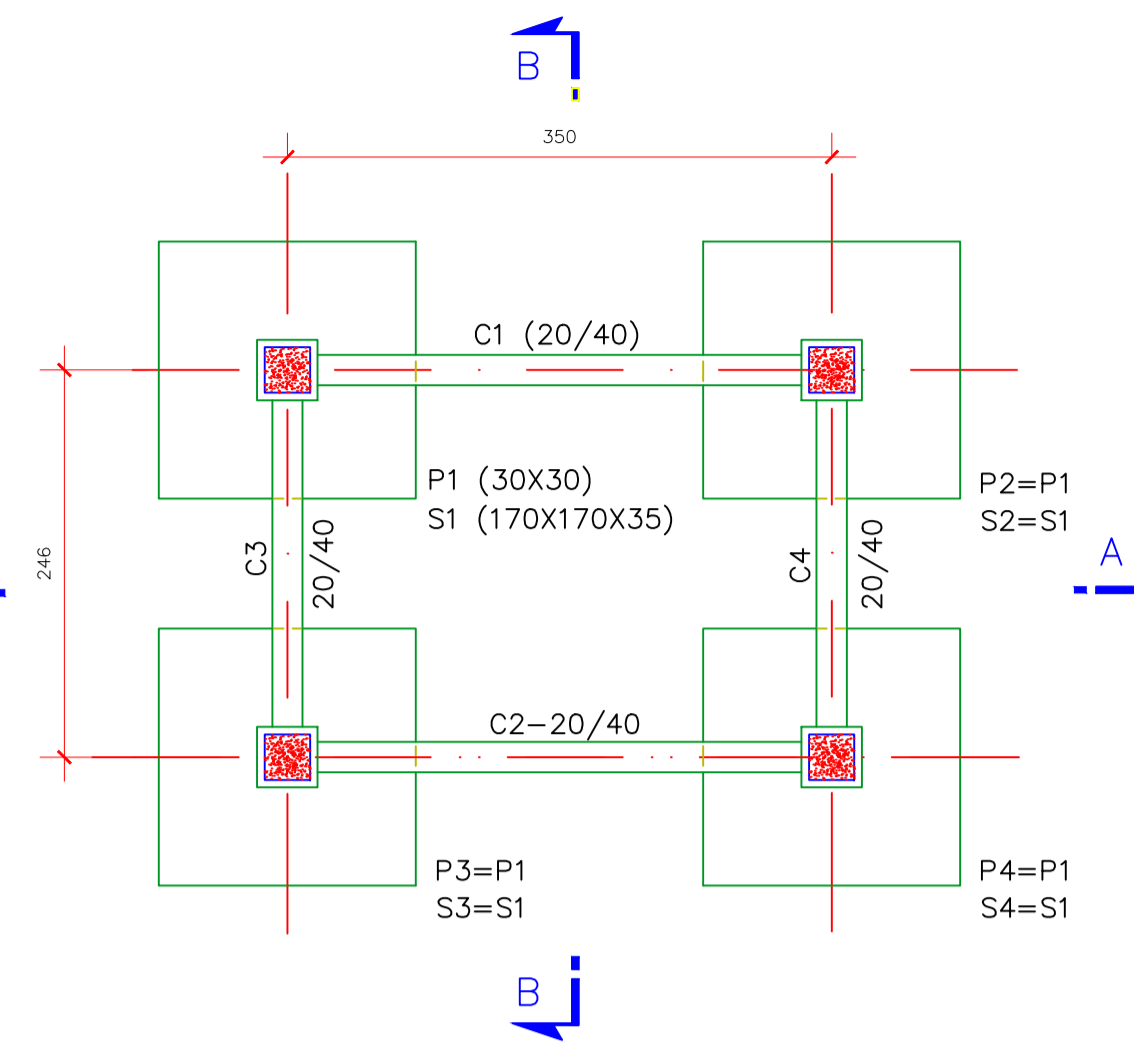 B
350
C1 (20/40)
P1 (30X30)
S1 (170X170X35)
P2=P1
S2=S1
246
C3
20/40
C4
20/40
A
C2-20/40
P3=P1
S3=S1
P4=P1
S4=S1
B